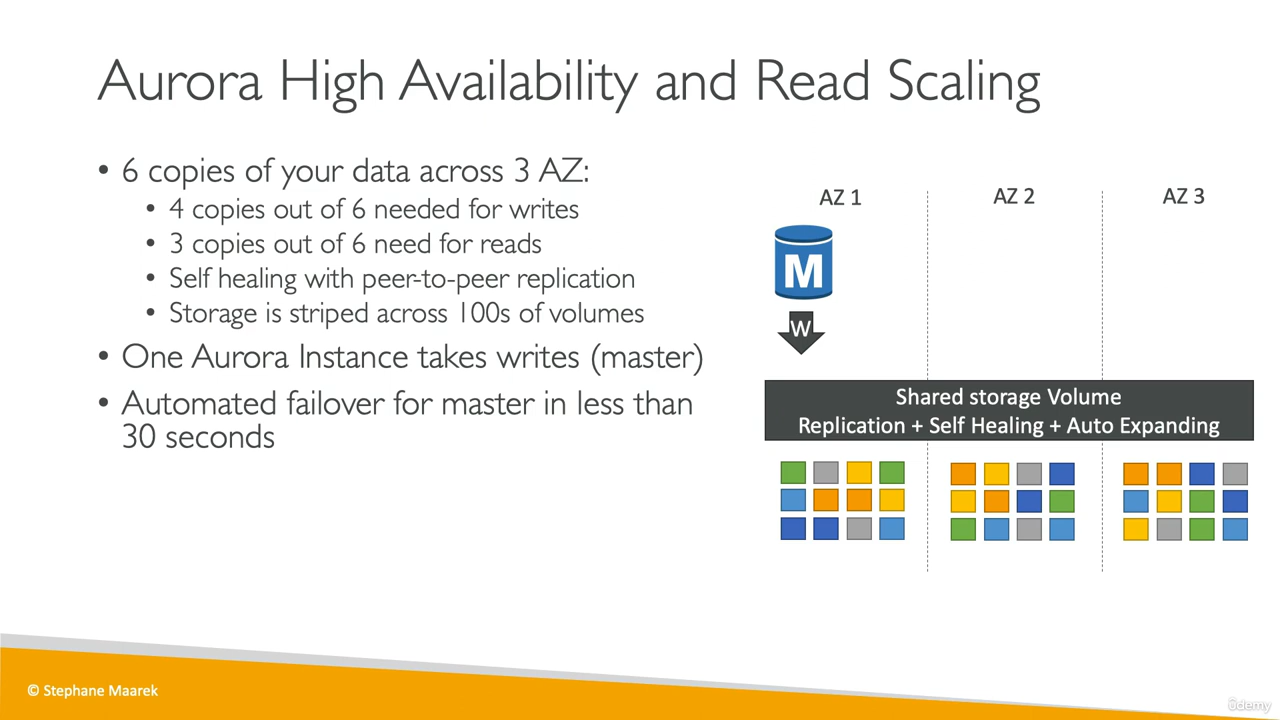 Aurora High Availability and Read Scaling
• 6 copies of your data across 3 AZ:
• 4 copies out of 6 needed for writes
• 3 copies out of 6 need for reads
• Self healing with peer-to-peer replication
• Storage is striped across 100s of volumes
• One Aurora Instance takes writes (master)
• Automated failover for master in less than
30 seconds
AZ 1
AZ 2
AZ 3
M
W
Shared storage Volume
Replication + Self Healing + Auto Expanding
© Stephane Maarek
ûdemy